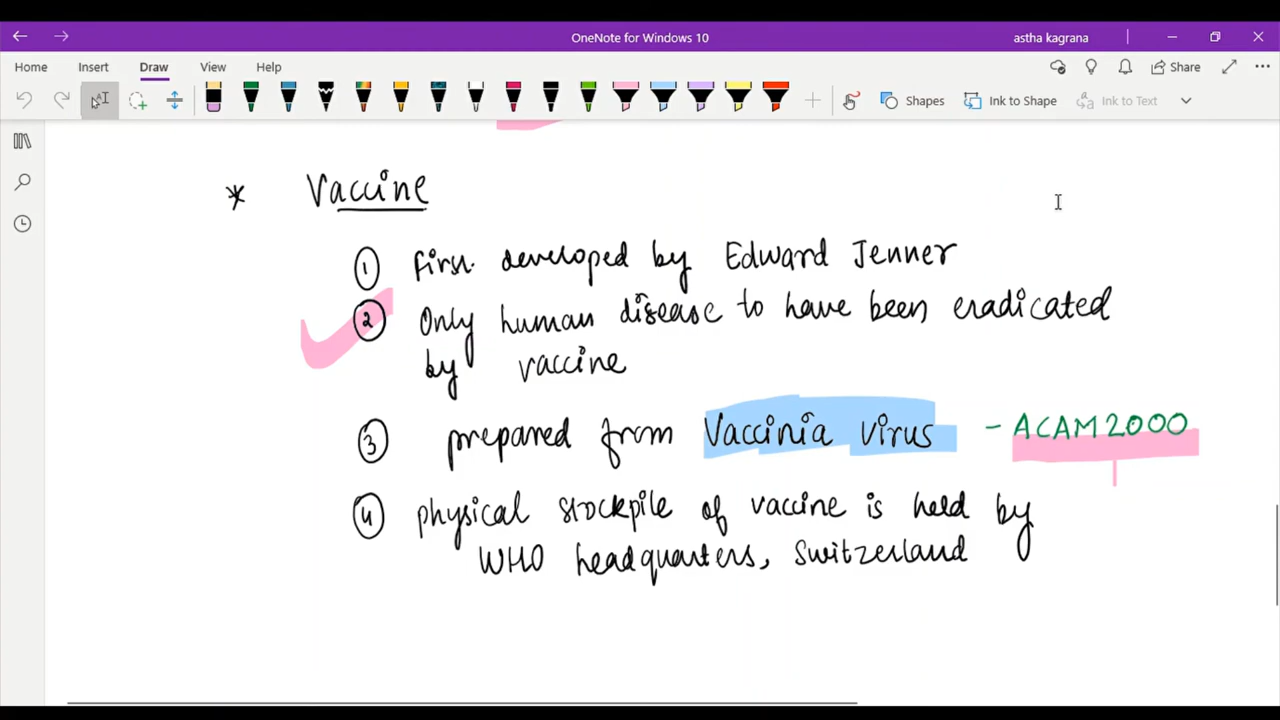 OneNote for Windows 10
astha kagrana
Home Insert Draw View Help
Share
Shapes Ink to Shape Ink to Text
* Vaccine
① First developed by Edward Jenner
② Only human disease to have been eradicated
by vaccine
③ prepared from Vaccinia virus - ACAM2000
④ physical stockpile of vaccine is held by
WHO headquarters, Switzerland